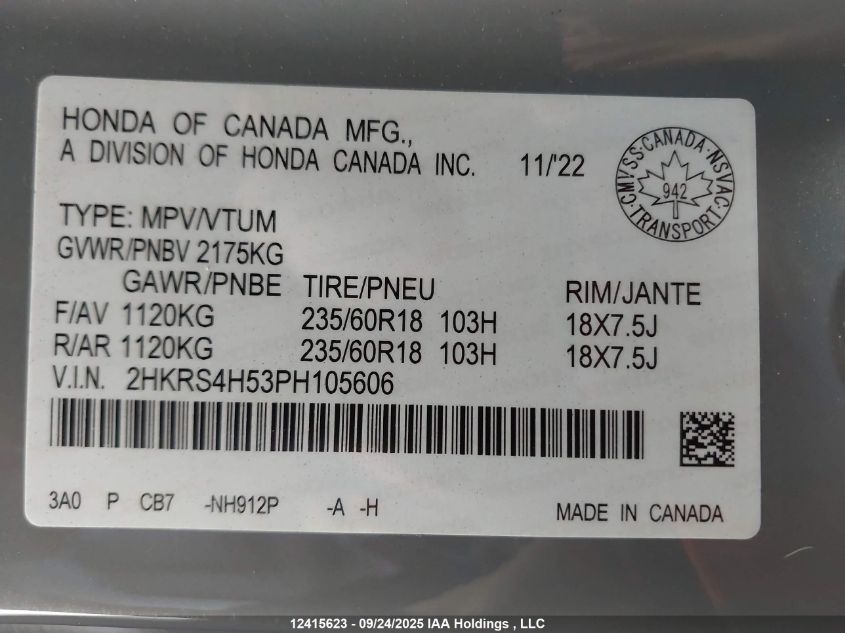 HONDA OF CANADA MFG.,
A DIVISION OF HONDA CANADA INC. 11/'22
CMVSS·CANADA·NSVAC·TRANSPORT·
942
TYPE: MPV/VTUM
GVWR/PNBV 2175KG
GAWR/PNBE TIRE/PNEU RIM/JANTE
F/AV 1120KG 235/60R18 103H 18X7.5J
R/AR 1120KG 235/60R18 103H 18X7.5J
V.I.N. 2HKRS4H53PH105606
3A0 P CB7 -NH912P -A -H MADE IN CANADA
12415623 - 09/24/2025 IAA Holdings , LLC